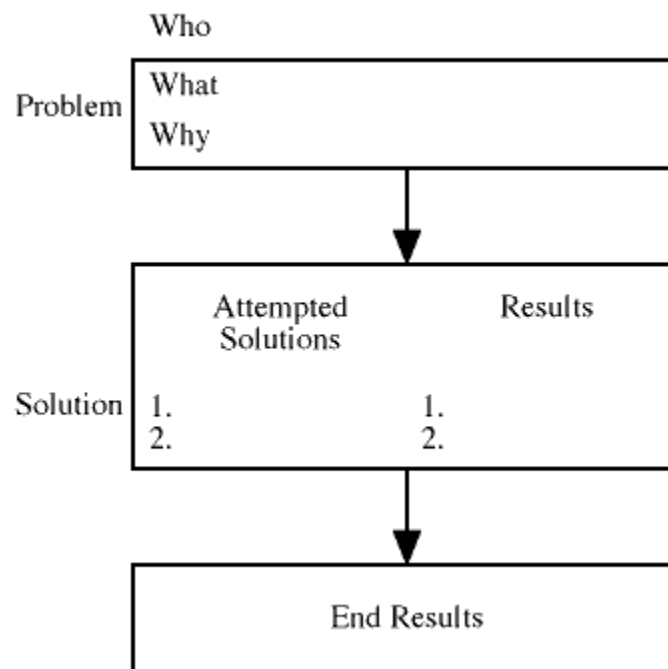 Who
Problem
What
Why
Attempted
Solutions
Results
Solution
1.
2.
1.
2.
End Results